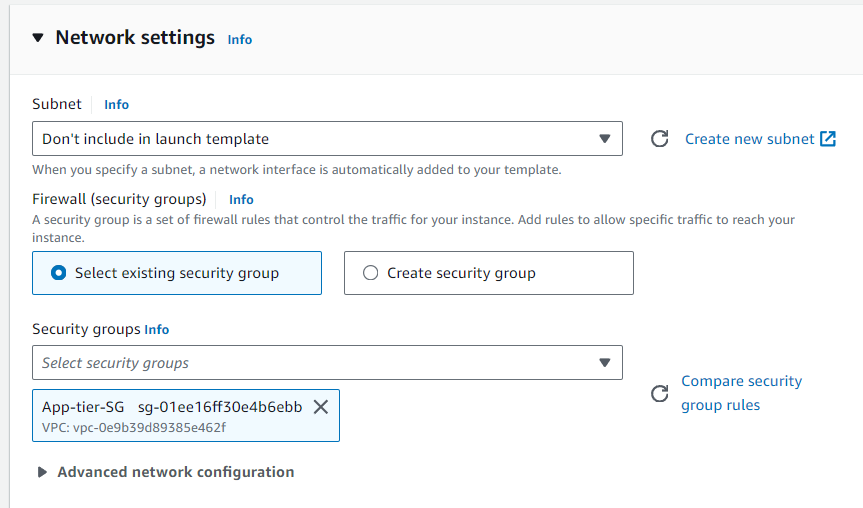 Network settings Info
Subnet Info
Don't include in launch template
Create new subnet
When you specify a subnet, a network interface is automatically added to your template.
Firewall (security groups) Info
A security group is a set of firewall rules that control the traffic for your instance. Add rules to allow specific traffic to reach your
instance.
Select existing security group
Create security group
Security groups Info
Select security groups
Compare security
group rules
App-tier-SG sg-01ee16ff30e4b6ebb
VPC: vpc-0e9b39d89385e462f
Advanced network configuration